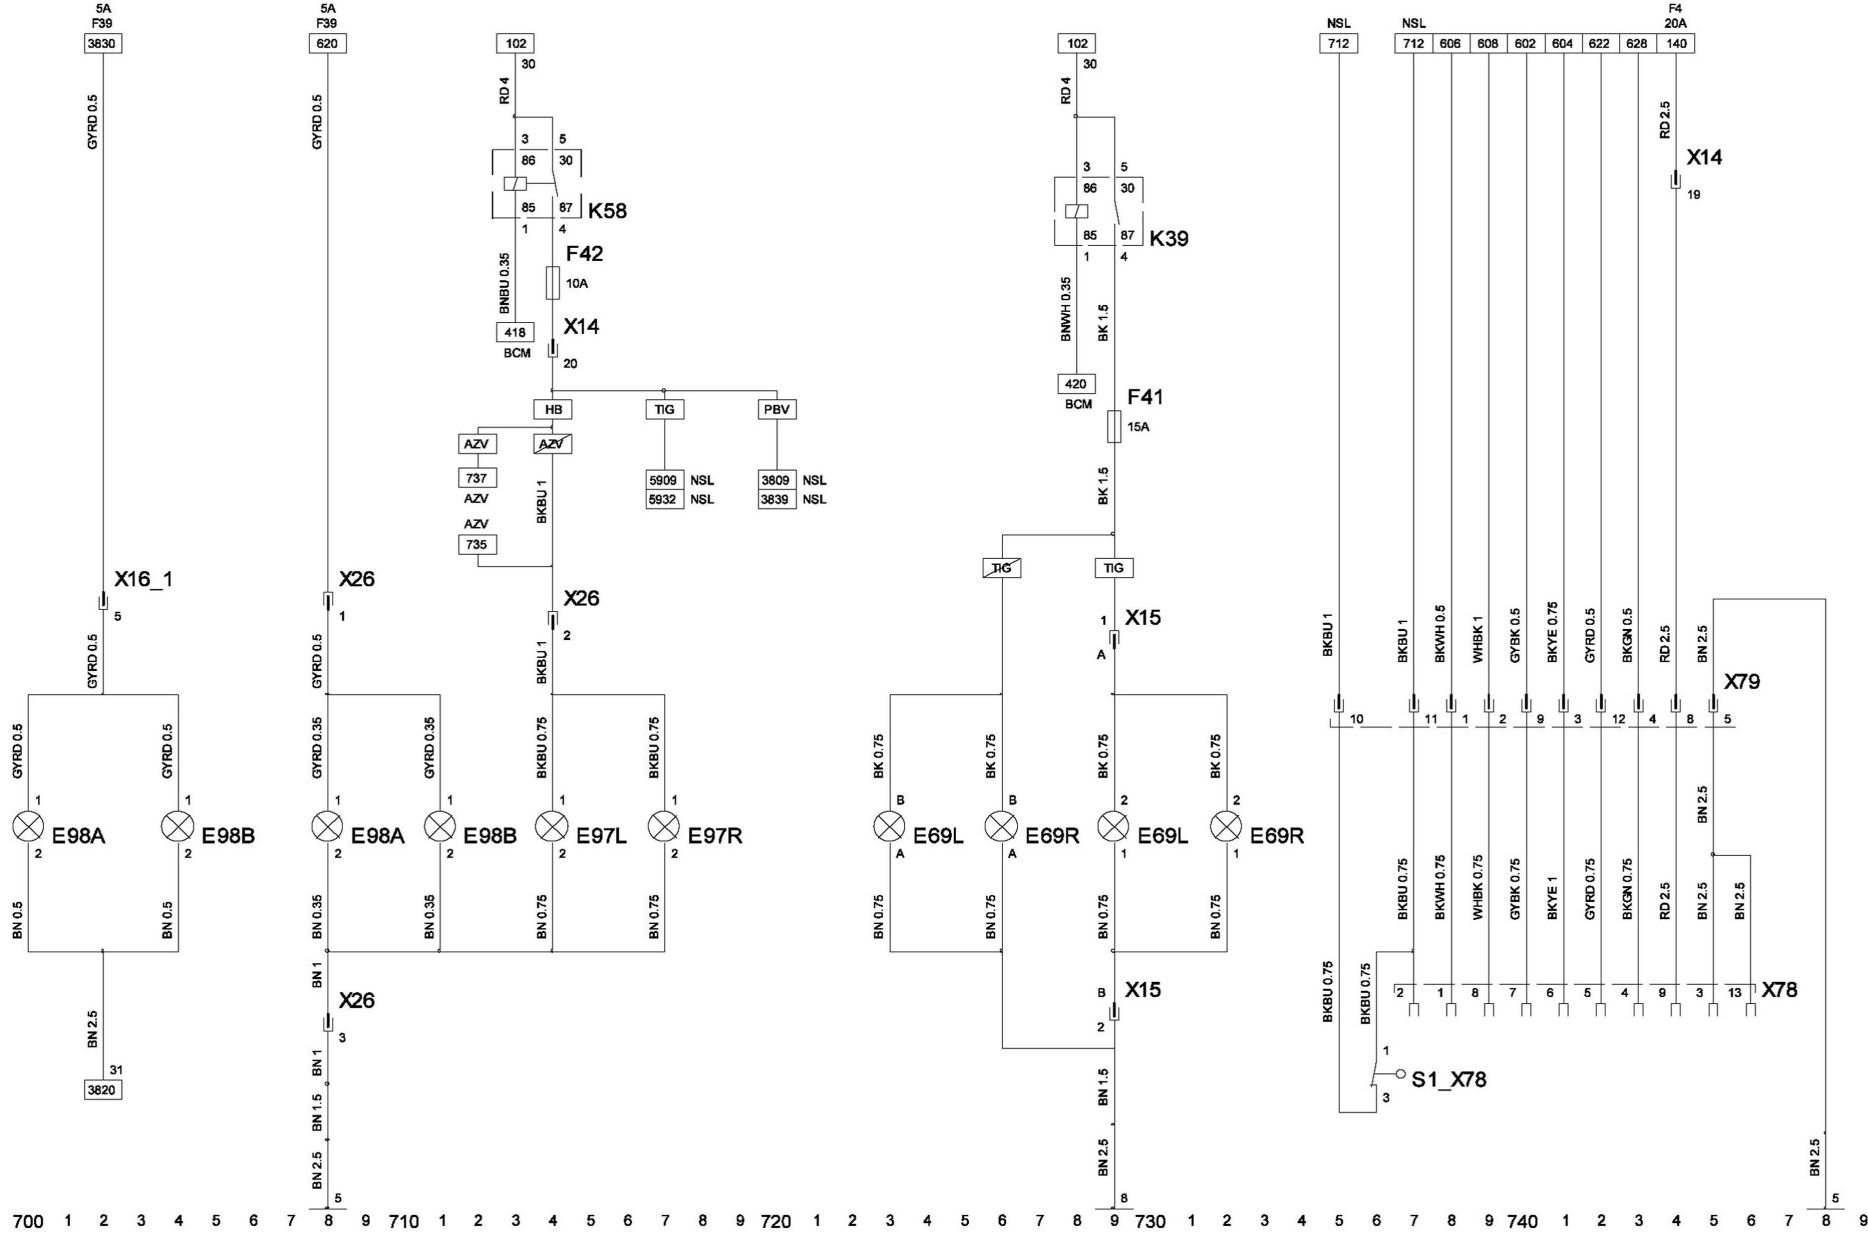 5A 5A F4
F39 F39 NSL NSL 20A
3830 620 102 102 712 712 606 608 602 604 622 628 140
30 30
GYRD 0.5 GYRD 0.5 RD 4 RD 4 RD 2.5
3 5
86 30
85 87 K58
1 4
3 5
86 30
85 87 K39
1 4
X14
19
F42
10A
BNBU 0.35
418
BCM
X14
20
BNWH 0.35 BK 1.5
420
BCM
F41
15A
BK 1.5
HB TIG PBV
AZV AZV
737
AZV
AZV
735
BKBU 1
5909 NSL
5932 NSL
3809 NSL
3839 NSL
TIG TIG
X16_1
5
X26
1
X26
2
1 X15
A
GYRD 0.5 GYRD 0.5 BKBU 1
BKBU 1 BKBU 1 BKWH 0.5 WHBK 1 GYBK 0.5 BKYE 0.75 GYRD 0.5 BKGN 0.5 RD 2.5 BN 2.5
X79
10 11 1 2 9 3 12 4 8 5
GYRD 0.5 GYRD 0.5 GYRD 0.35 GYRD 0.35 BKBU 0.75 BKBU 0.75 BK 0.75 BK 0.75 BK 0.75 BK 0.75 BN 2.5
1 1 1 1 1 1 B B 2 2
E98A E98B E98A E98B E97L E97R E69L E69R E69L E69R
2 2 2 2 2 2 A A 1 1
BN 0.5 BN 0.5 BN 0.35 BN 0.35 BN 0.75 BN 0.75 BN 0.75 BN 0.75 BN 0.75 BN 0.75
BKBU 0.75 BKWH 0.75 WHBK 0.75 GYBK 0.75 BKYE 1 GYRD 0.75 BKGN 0.75 RD 2.5 BN 2.5 BN 2.5
BN 1
X26
3
B X15
2
BKBU 0.75 BKBU 0.75
2 1 8 7 6 5 4 9 3 13 X78
BN 2.5
31
3820
BN 1
BN 1.5
BN 2.5
5
BN 1.5
BN 2.5
8
1
S1_X78
3
BN 2.5
5
700 1 2 3 4 5 6 7 8 9 710 1 2 3 4 5 6 7 8 9 720 1 2 3 4 5 6 7 8 9 730 1 2 3 4 5 6 7 8 9 740 1 2 3 4 5 6 7 8 9